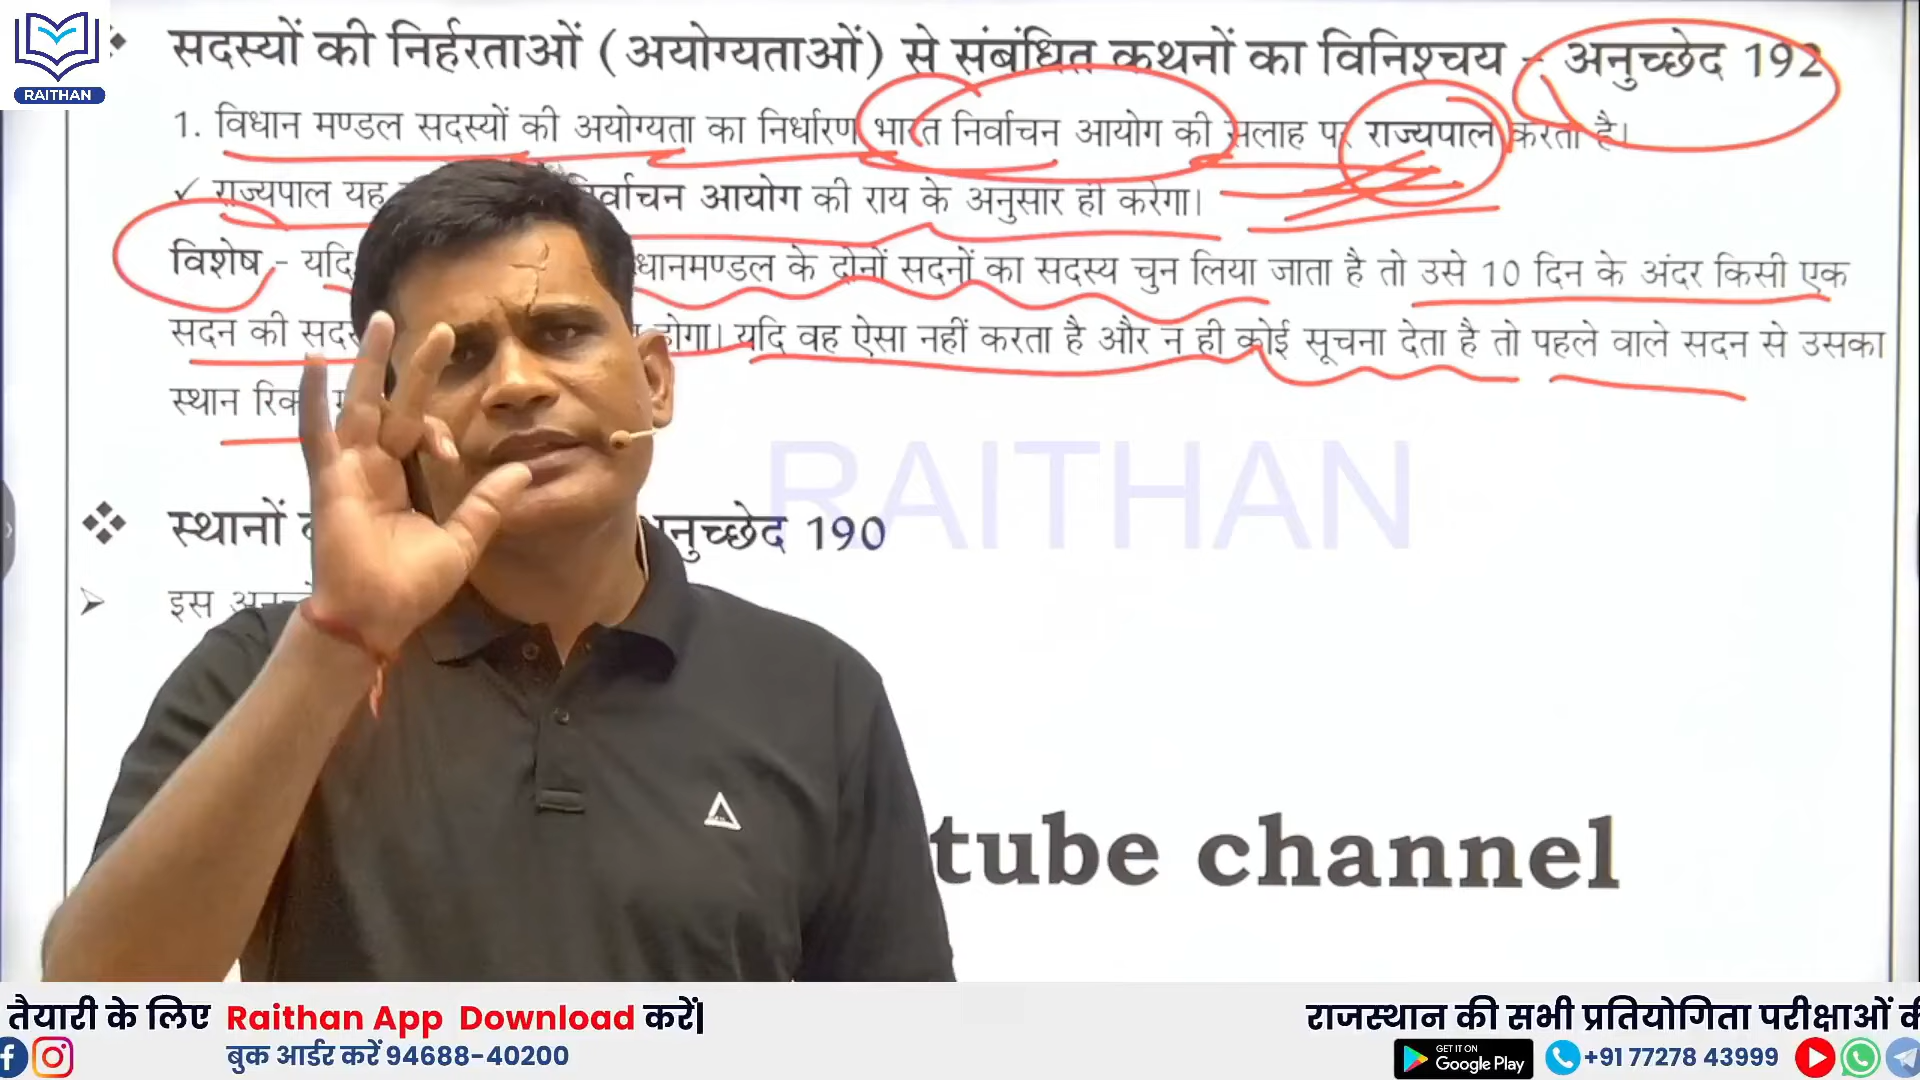 RAITHAN
सदस्यों की निर्हरताओं (अयोग्यताओं) से संबंधित कथनों का विनिश्चय - अनुच्छेद 192
1. विधान मण्डल सदस्यों की अयोग्यता का निर्धारण भारत निर्वाचन आयोग की सलाह पर राज्यपाल करता है।
✓ राज्यपाल यह र्वाचन आयोग की राय के अनुसार ही करेगा।
विशेष - यदि धानमण्डल के दोनों सदनों का सदस्य चुन लिया जाता है तो उसे 10 दिन के अंदर किसी एक
सदन की होगा। यदि वह ऐसा नहीं करता है और न ही कोई सूचना देता है तो पहले वाले सदन से उसका
स्थान
RAITHAN
स्थानों नुच्छेद 190
इस
tube channel
तैयारी के लिए Raithan App Download करें|
बुक आर्डर करें 94688-40200
राजस्थान की सभी प्रतियोगिता परीक्षाओं की
GET IT ON
Google Play
+91 77278 43999